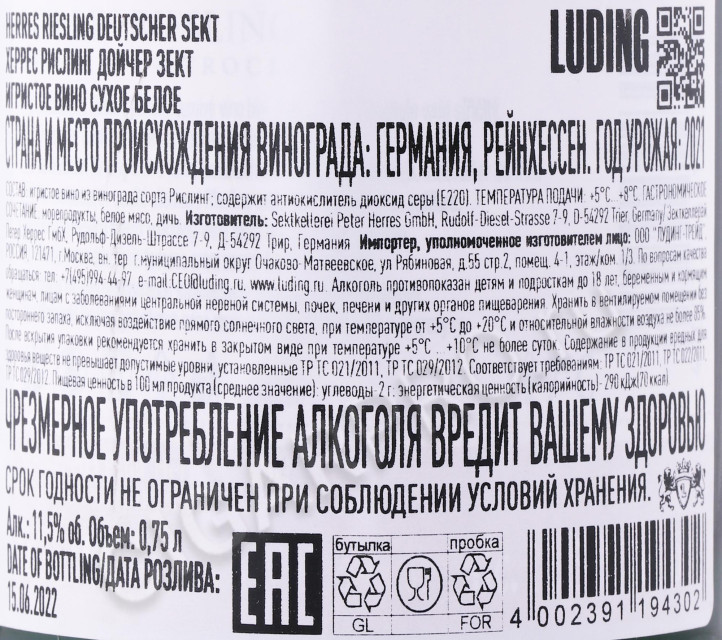 HERRES RIESLING DEUTSCHER SEKT
LUDING
ХЕРРЕС РИСЛИНГ ДОЙЧЕР ЗЕКТ
ИГРИСТОЕ ВИНО СУХОЕ БЕЛОЕ
СТРАНА И МЕСТО ПРОИСХОЖДЕНИЯ ВИНОГРАДА: ГЕРМАНИЯ, РЕЙНХЕССЕН. ГОД УРОЖАЯ: 2021
СОСТАВ: игристое вино из винограда сорта Рислинг; содержит антиокислитель диоксид серы (Е220). ТЕМПЕРАТУРА ПОДАЧИ: +5°C...+8°C. ГАСТРОНОМИЧЕСКОЕ
СОЧЕТАНИЕ: морепродукты, белое мясо, дичь. Изготовитель: Sektkellerei Peter Herres GmbH, Rudolf-Diesel-Strasse 7-9, D-54292 Trier, Germany/Зекткеллерай
Петер Херрес ГмбХ, Рудольф-Дизель-Штрассе 7-9, Д-54292 Трир, Германия Импортер, уполномоченное изготовителем лицо: ООО "ЛУДИНГ-ТРЕЙД"
РОССИЯ, 121471, г.Москва, вн. тер. г.муниципальный округ Очаково-Матвеевское, ул Рябиновая, д.55 стр.2, помещ. 4-1, этаж/ком. 1/3. По вопросам качества
обращаться: тел.: +7(495)994-44-97, e-mail:CEO@luding.ru, www.luding.ru. Алкоголь противопоказан детям и подросткам до 18 лет, беременным и кормящим
женщинам, лицам с заболеваниями центральной нервной системы, почек, печени и других органов пищеварения. Хранить в вентилируемом помещении без
постороннего запаха, исключая воздействие прямого солнечного света, при температуре от +5°C до +20°C и относительной влажности воздуха не более 85%.
После вскрытия упаковки рекомендуется хранить в закрытом виде при температуре +5°C ...+10°C не более суток. Содержание в продукции вредных для
здоровья веществ не превышает допустимые уровни, установленные ТР ТС 021/2011, ТР ТС 029/2012. Соответствует требованиям: ТР ТС 021/2011, ТР ТС 022/2011,
ТР ТС 029/2012. Пищевая ценность в 100 мл продукта (среднее значение): углеводы- 2 г; энергетическая ценность (калорийность)- 290 кДж(70 ккал).
ЧРЕЗМЕРНОЕ УПОТРЕБЛЕНИЕ АЛКОГОЛЯ ВРЕДИТ ВАШЕМУ ЗДОРОВЬЮ
СРОК ГОДНОСТИ НЕ ОГРАНИЧЕН ПРИ СОБЛЮДЕНИИ УСЛОВИЙ ХРАНЕНИЯ.
Алк.: 11,5% об. Объем: 0,75 л
DATE OF BOTTLING/ДАТА РОЗЛИВА:
15.06.2022
EAC
бутылка
пробка
GL
FOR
4 002391 194302